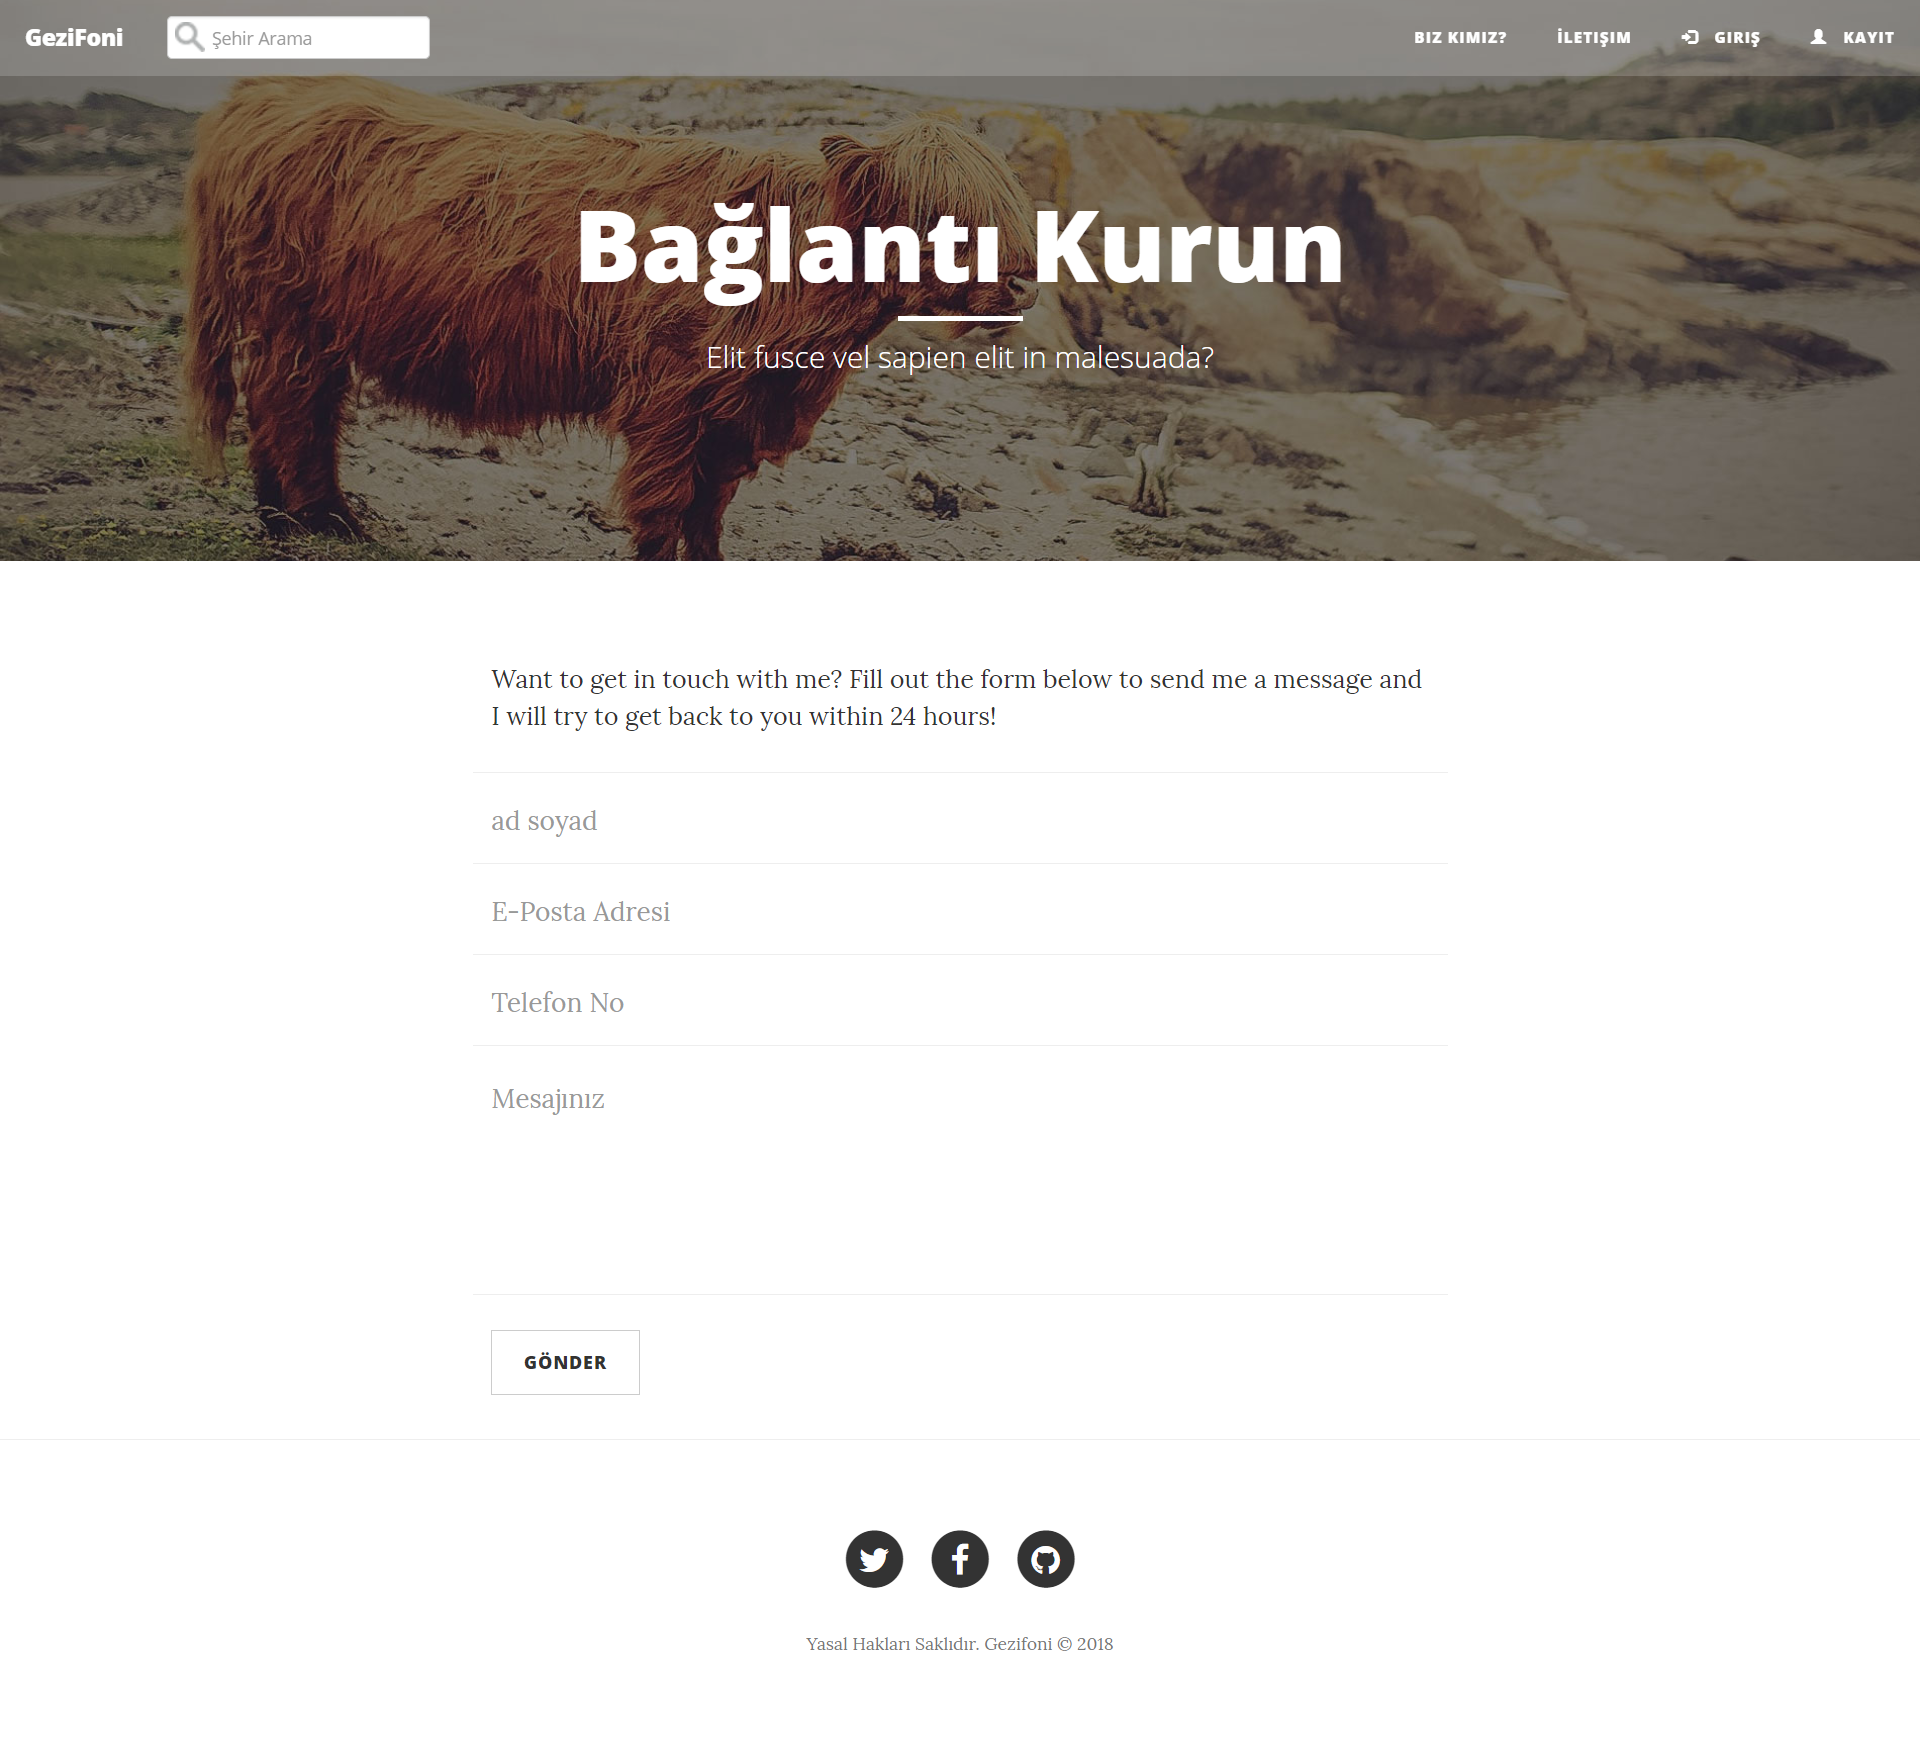 GeziFoni
Şehir Arama
BIZ KIMIZ?
İLETIŞIM
GIRIŞ
KAYIT
Bağlantı Kurun
Elit fusce vel sapien elit in malesuada?
Want to get in touch with me? Fill out the form below to send me a message and
I will try to get back to you within 24 hours!
ad soyad
E-Posta Adresi
Telefon No
Mesajınız
GÖNDER
Yasal Hakları Saklıdır. Gezifoni © 2018